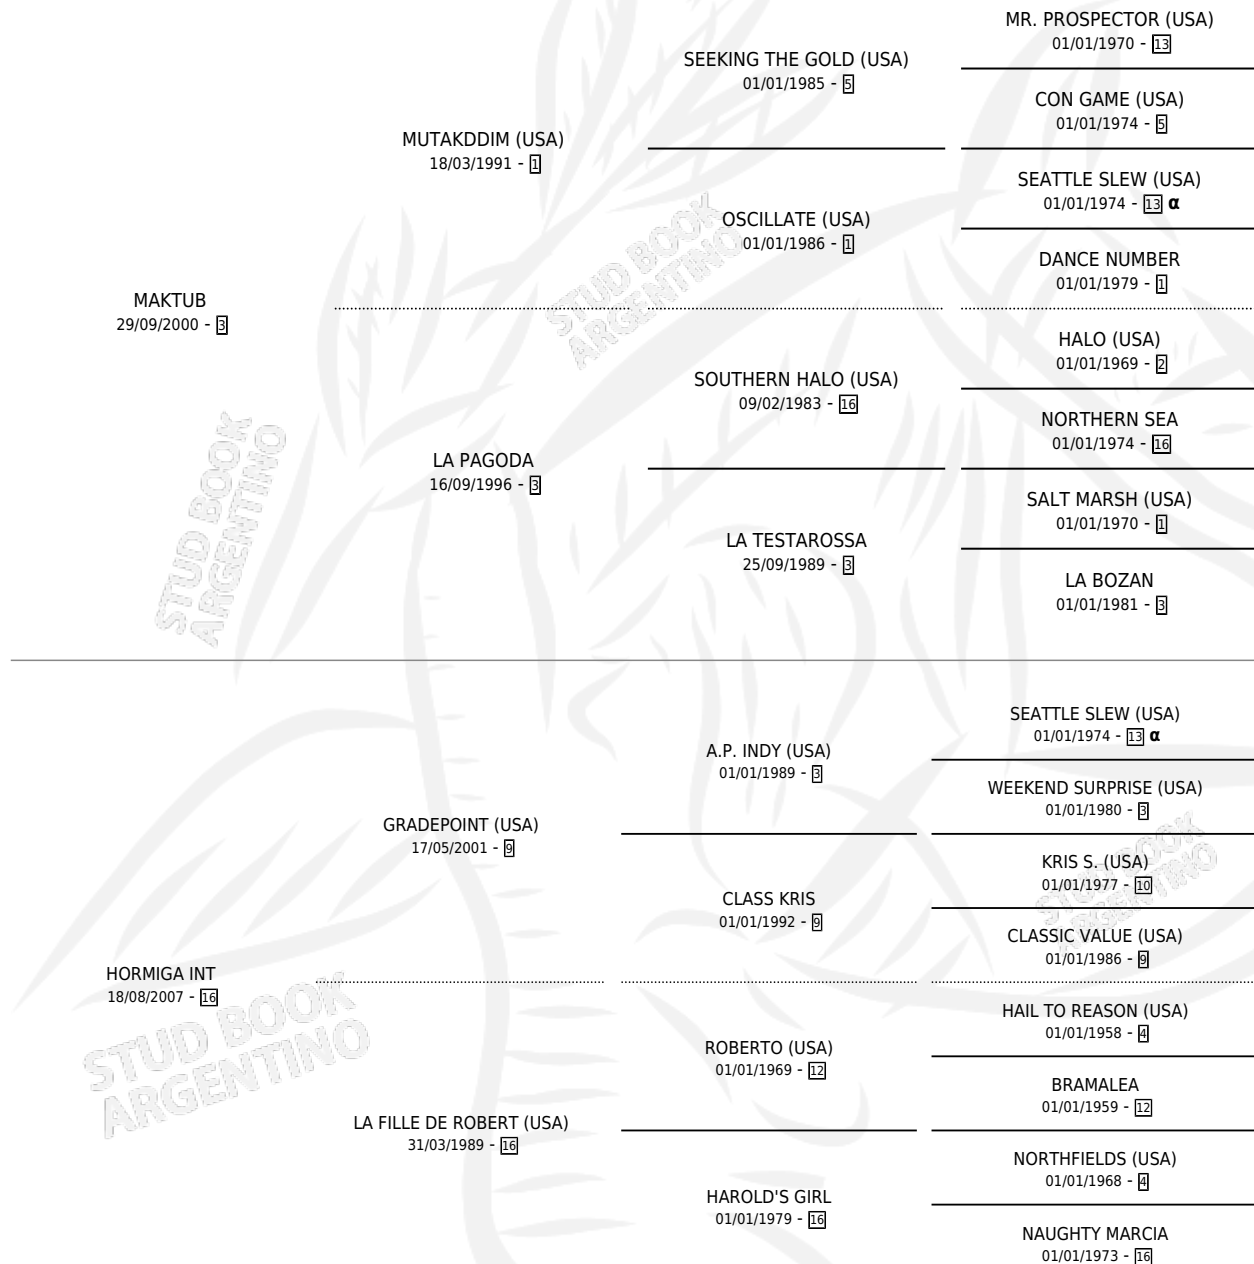 MR. PROSPECTOR (USA)
01/01/1970 - 13
SEEKING THE GOLD (USA)
01/01/1985 - 5
CON GAME (USA)
01/01/1974 - 5
MUTAKDDIM (USA)
18/03/1991 - 1
SEATTLE SLEW (USA)
01/01/1974 - 13 α
OSCILLATE (USA)
01/01/1986 - 1
DANCE NUMBER
01/01/1979 - 1
MAKTUB
29/09/2000 - 3
HALO (USA)
01/01/1969 - 2
SOUTHERN HALO (USA)
09/02/1983 - 16
NORTHERN SEA
01/01/1974 - 16
LA PAGODA
16/09/1996 - 3
SALT MARSH (USA)
01/01/1970 - 1
LA TESTAROSSA
25/09/1989 - 3
LA BOZAN
01/01/1981 - 3
SEATTLE SLEW (USA)
01/01/1974 - 13 α
A.P. INDY (USA)
01/01/1989 - 3
WEEKEND SURPRISE (USA)
01/01/1980 - 3
GRADEPOINT (USA)
17/05/2001 - 9
KRIS S. (USA)
01/01/1977 - 10
CLASS KRIS
01/01/1992 - 9
CLASSIC VALUE (USA)
01/01/1986 - 9
HORMIGA INT
18/08/2007 - 16
HAIL TO REASON (USA)
01/01/1958 - 4
ROBERTO (USA)
01/01/1969 - 12
BRAMALEA
01/01/1959 - 12
LA FILLE DE ROBERT (USA)
31/03/1989 - 16
NORTHFIELDS (USA)
01/01/1968 - 4
HAROLD'S GIRL
01/01/1979 - 16
NAUGHTY MARCIA
01/01/1973 - 16
STUD BOOK
ARGENTINO
STUD BOOK
ARGENTINO
STUD BOOK
ARGENTINO
STUD BOOK
ARGENTINO